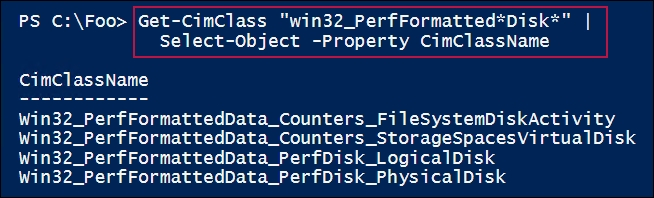 PS C:\Foo> Get-CimClass "win32_PerfFormatted*Disk*" |
Select-Object -Property CimClassName
CimClassName
------------
Win32_PerfFormattedData_Counters_FileSystemDiskActivity
Win32_PerfFormattedData_Counters_StorageSpacesVirtualDisk
Win32_PerfFormattedData_PerfDisk_LogicalDisk
Win32_PerfFormattedData_PerfDisk_PhysicalDisk